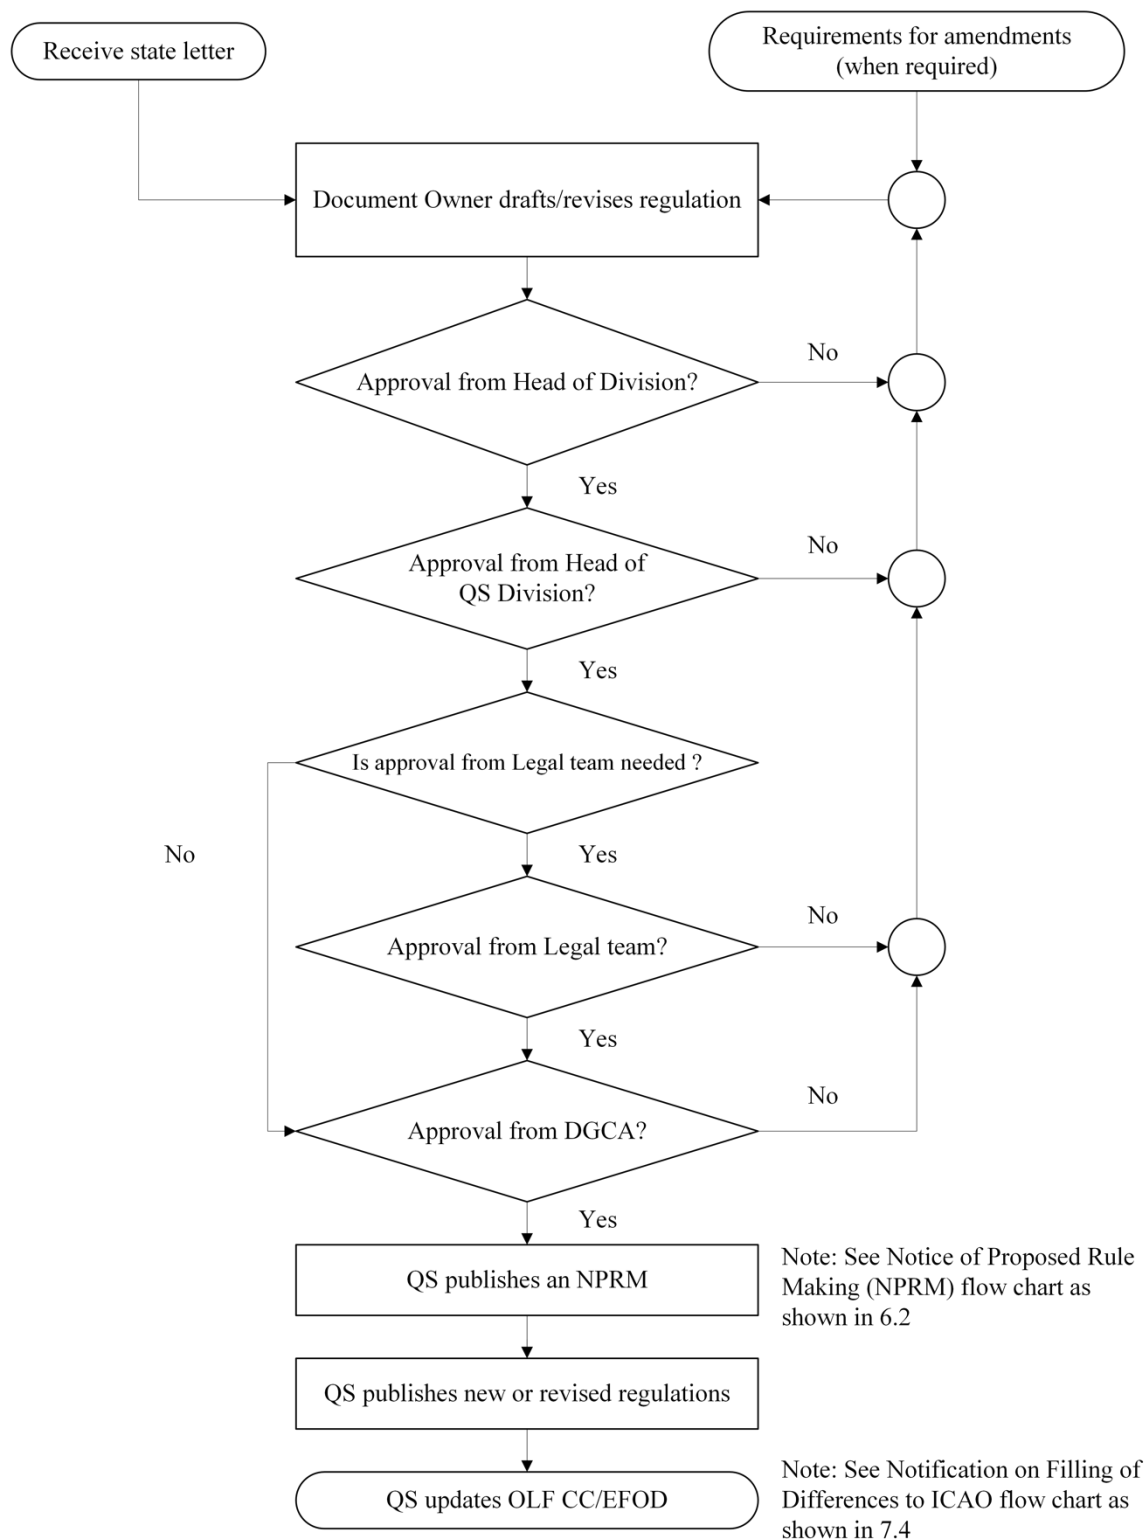 Receive state letter
Requirements for amendments
(when required)
Document Owner drafts/revises regulation
Approval from Head of Division?
No
Yes
Approval from Head of
QS Division?
No
Yes
Is approval from Legal team needed ?
No
Yes
Approval from Legal team?
No
Yes
Approval from DGCA?
No
Yes
QS publishes an NPRM
Note: See Notice of Proposed Rule
Making (NPRM) flow chart as
shown in 6.2
QS publishes new or revised regulations
QS updates OLF CC/EFOD
Note: See Notification on Filling of
Differences to ICAO flow chart as
shown in 7.4